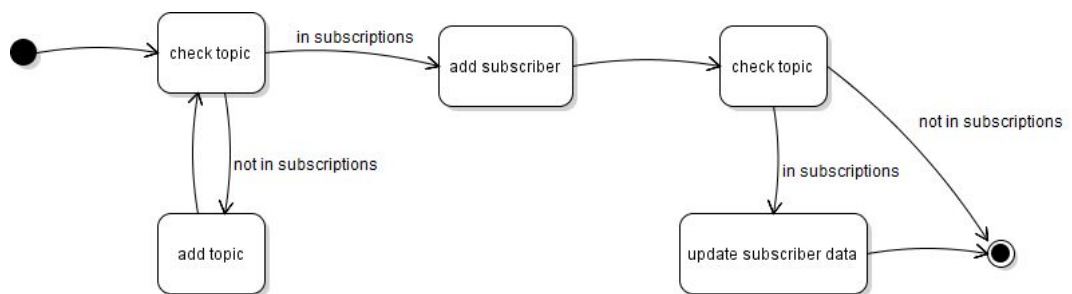 check topic
in subscriptions
add subscriber
check topic
not in subscriptions
not in subscriptions
in subscriptions
add topic
update subscriber data